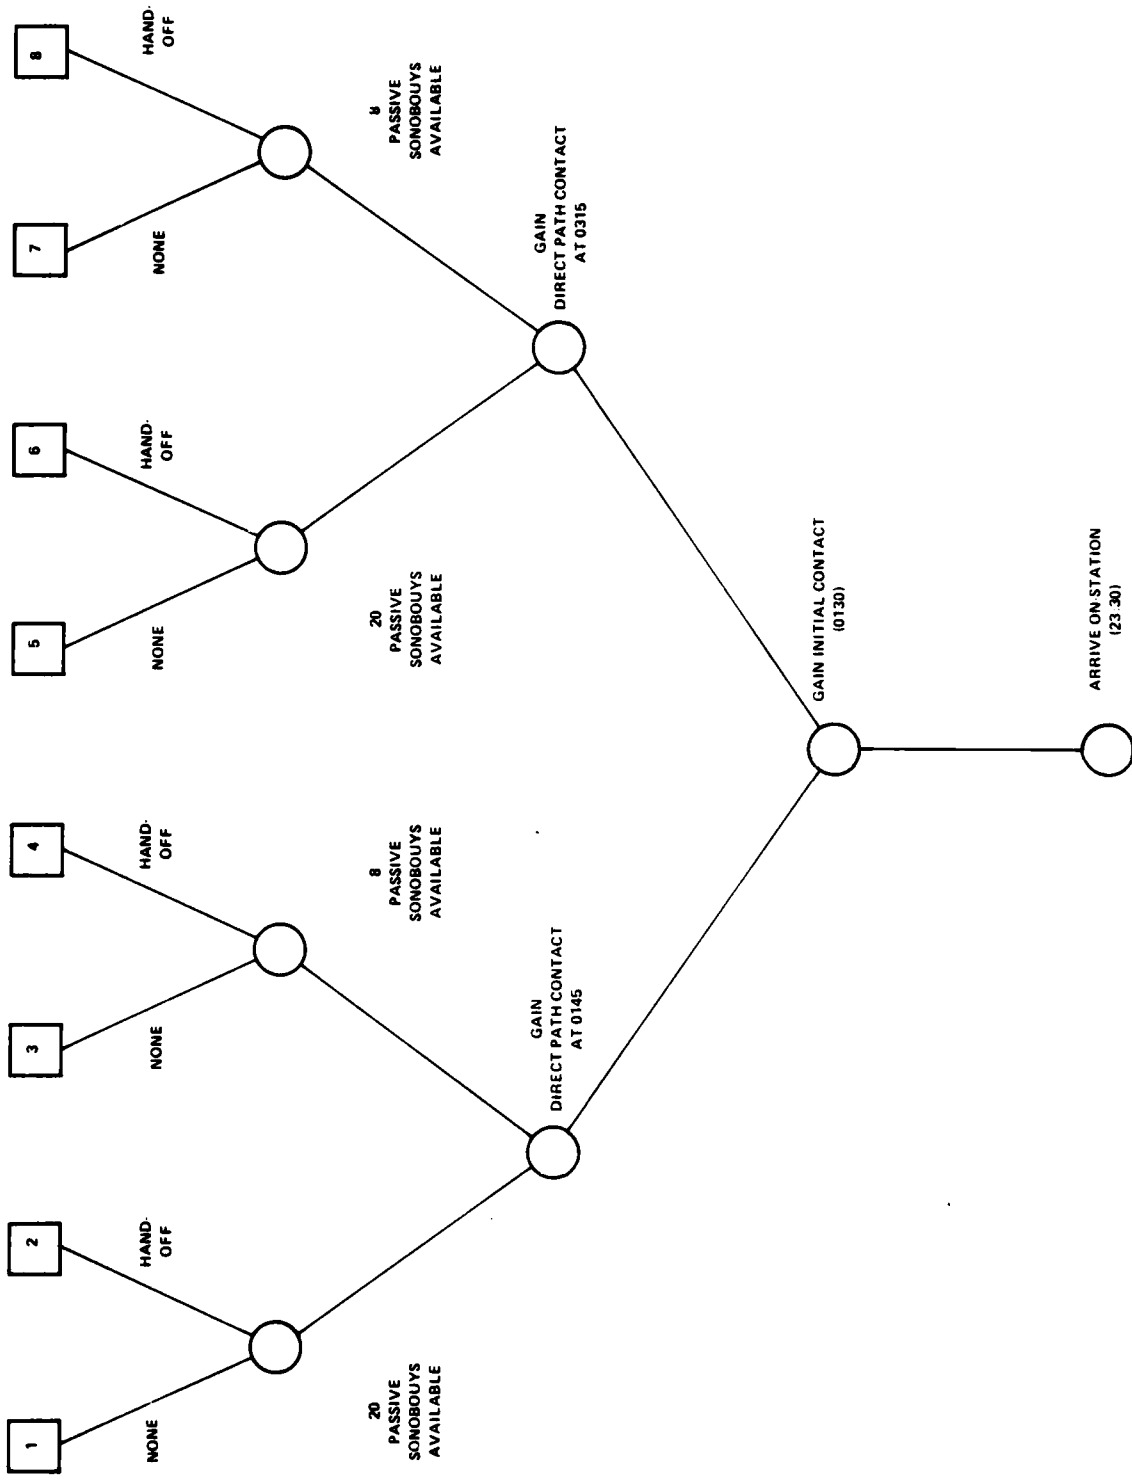 1
2
3
4
5
6
7
8
NONE
HAND-
OFF
NONE
HAND-
OFF
NONE
HAND-
OFF
NONE
HAND-
OFF
20
PASSIVE
SONOBOUYS
AVAILABLE
8
PASSIVE
SONOBOUYS
AVAILABLE
20
PASSIVE
SONOBOUYS
AVAILABLE
8
PASSIVE
SONOBOUYS
AVAILABLE
GAIN
DIRECT PATH CONTACT
AT 0145
GAIN
DIRECT PATH CONTACT
AT 0315
GAIN INITIAL CONTACT
(0130)
ARRIVE ON-STATION
(23:30)